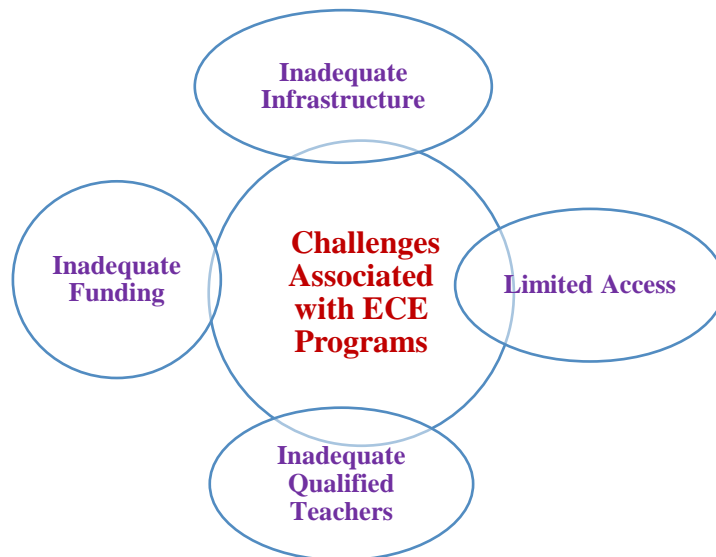 Inadequate
Infrastructure
Challenges
Associated
with ECE
Programs
Inadequate
Funding
Limited Access
Inadequate
Qualified
Teachers